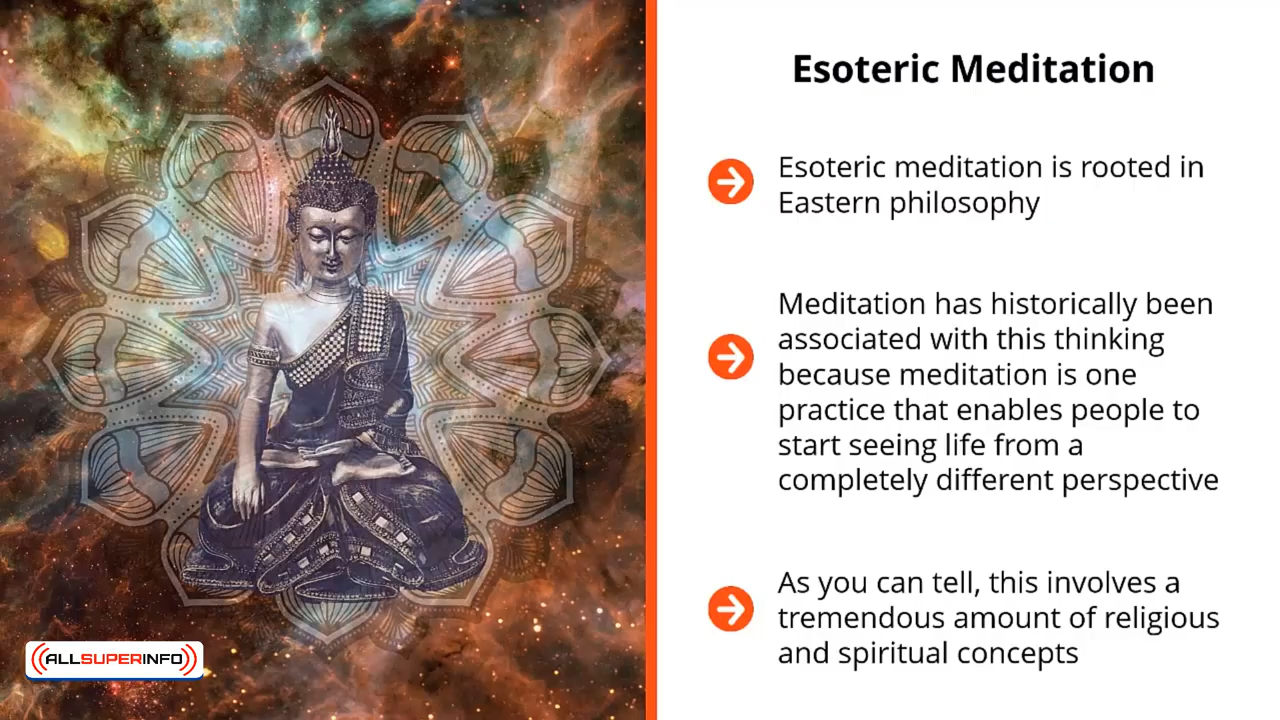 Esoteric Meditation
Esoteric meditation is rooted in
Eastern philosophy
Meditation has historically been
associated with this thinking
because meditation is one
practice that enables people to
start seeing life from a
completely different perspective
As you can tell, this involves a
tremendous amount of religious
and spiritual concepts
ALLSUPERINFO